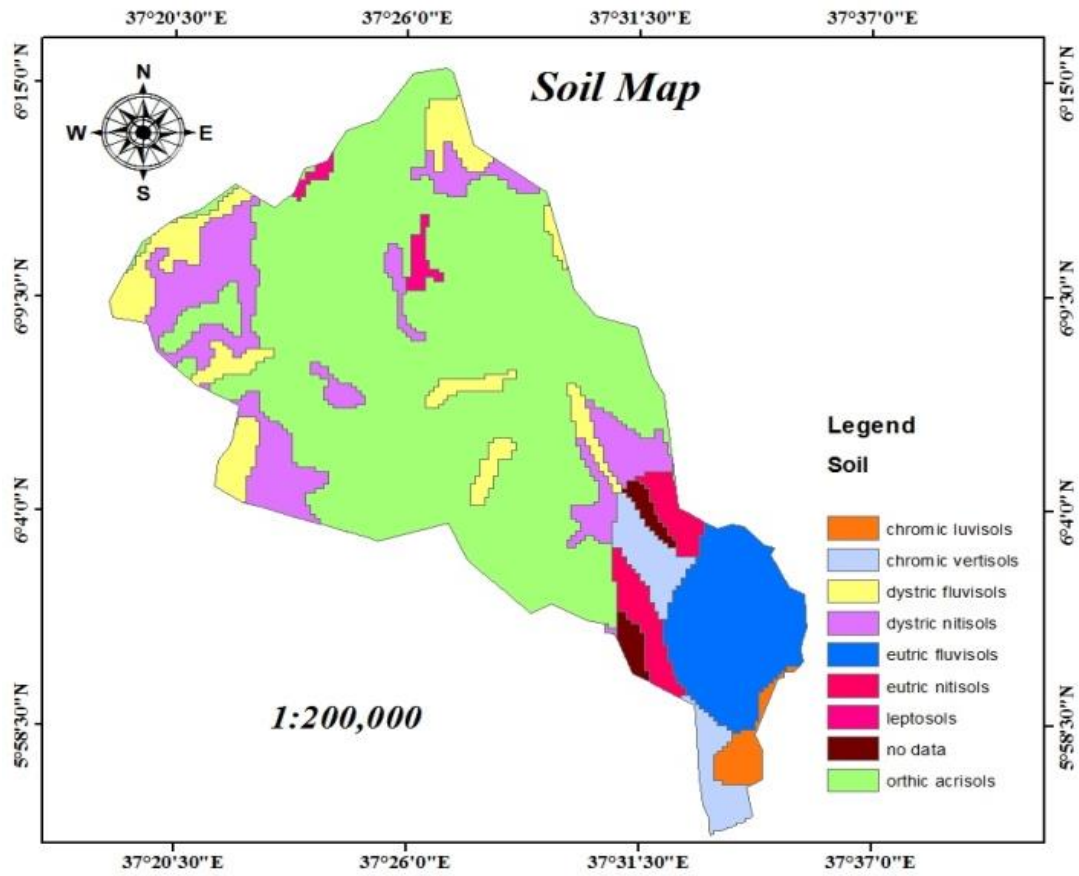 37°20'30"E 37°26'0"E 37°31'30"E 37°37'0"E
Soil Map
N
W E
S
6°15'0"N 6°15'0"N
6°9'30"N 6°9'30"N
6°4'0"N 6°4'0"N
5°58'30"N 5°58'30"N
Legend
Soil
chromic luvisols
chromic vertisols
dystric fluvisols
dystric nitisols
eutric fluvisols
eutric nitisols
leptosols
no data
orthic acrisols
1:200,000
37°20'30"E 37°26'0"E 37°31'30"E 37°37'0"E